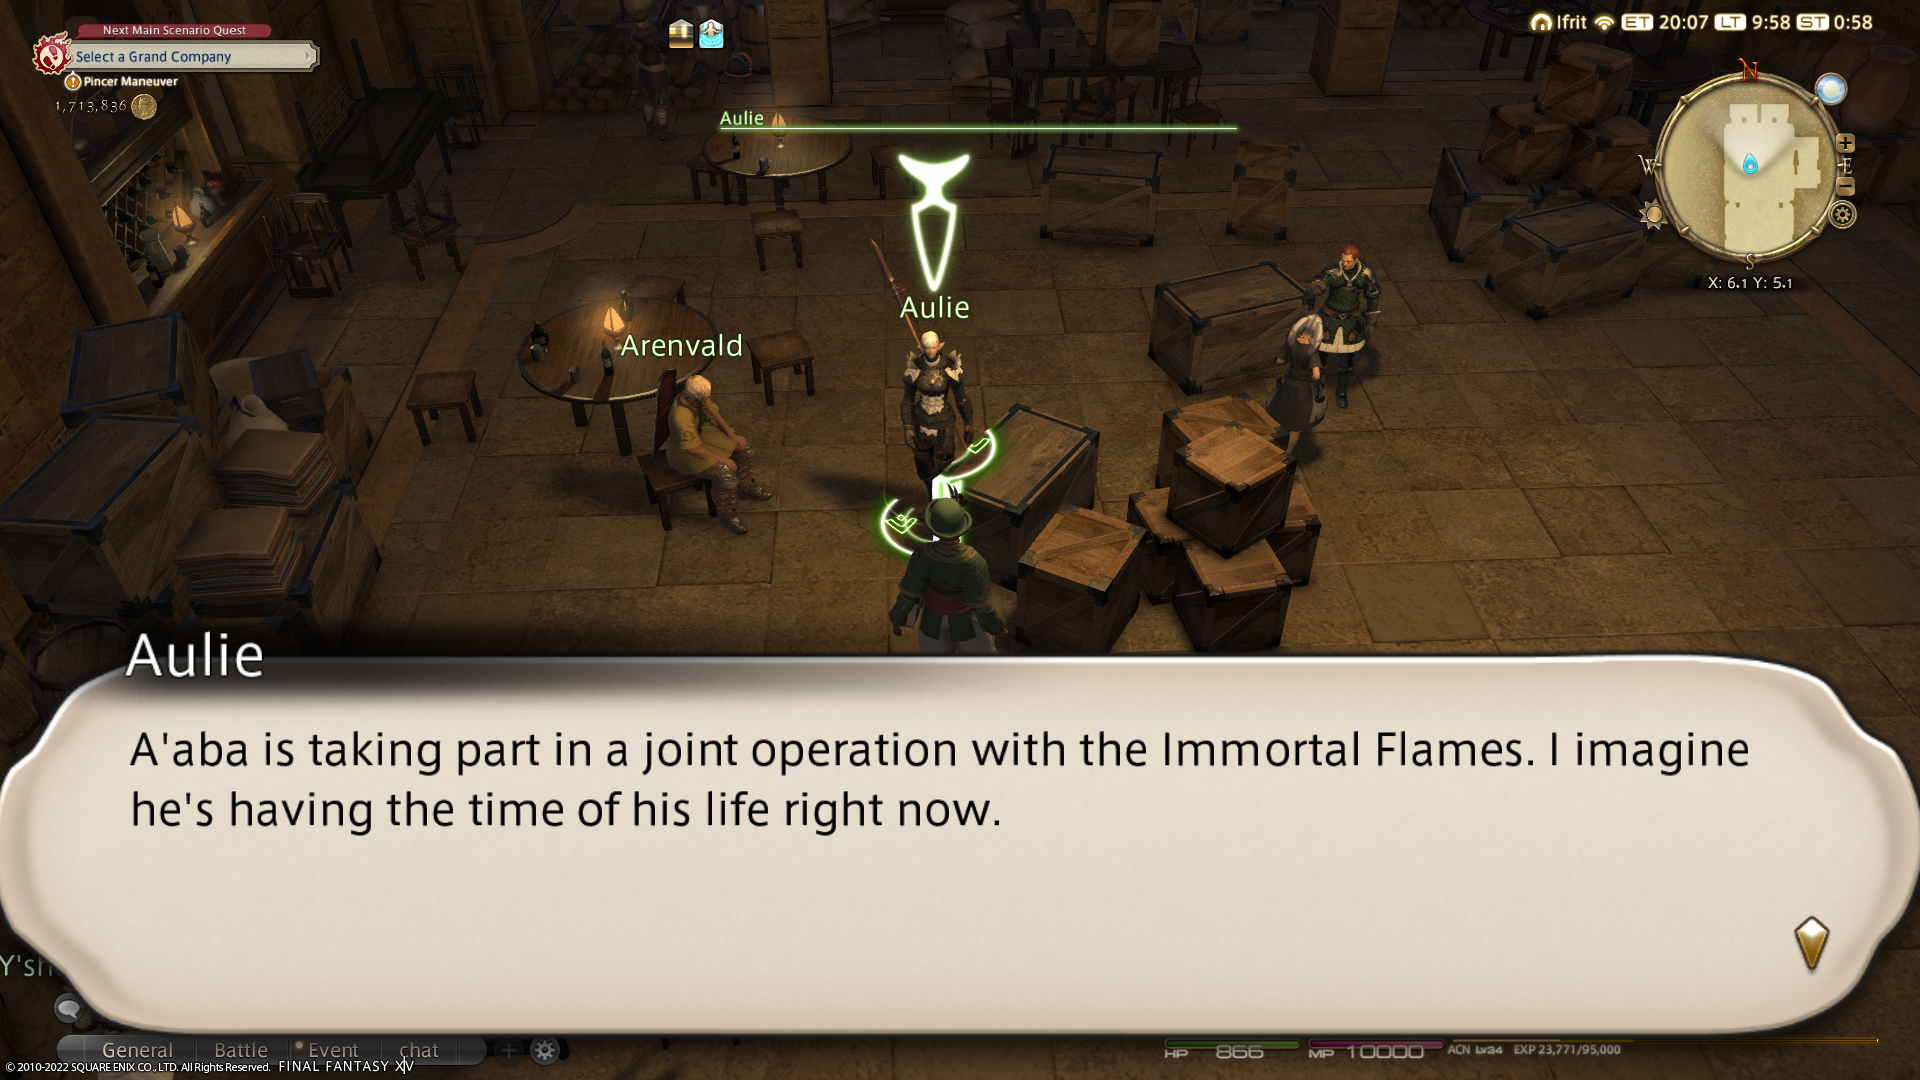 Next Main Scenario Quest
Select a Grand Company
Pincer Maneuver
1,713,836
Ifrit ET 20:07 LT 9:58 ST 0:58
N
W
E
S
X: 6.1 Y: 5.1
Aulie
Aulie
Arenvald
Aulie
A'aba is taking part in a joint operation with the Immortal Flames. I imagine
he's having the time of his life right now.
Y'sh
General Battle Event chat
HP 866 MP 10000 ACN Lv34 EXP 23,771/95,000
© 2010-2022 SQUARE ENIX CO., LTD. All Rights Reserved. FINAL FANTASY XIV